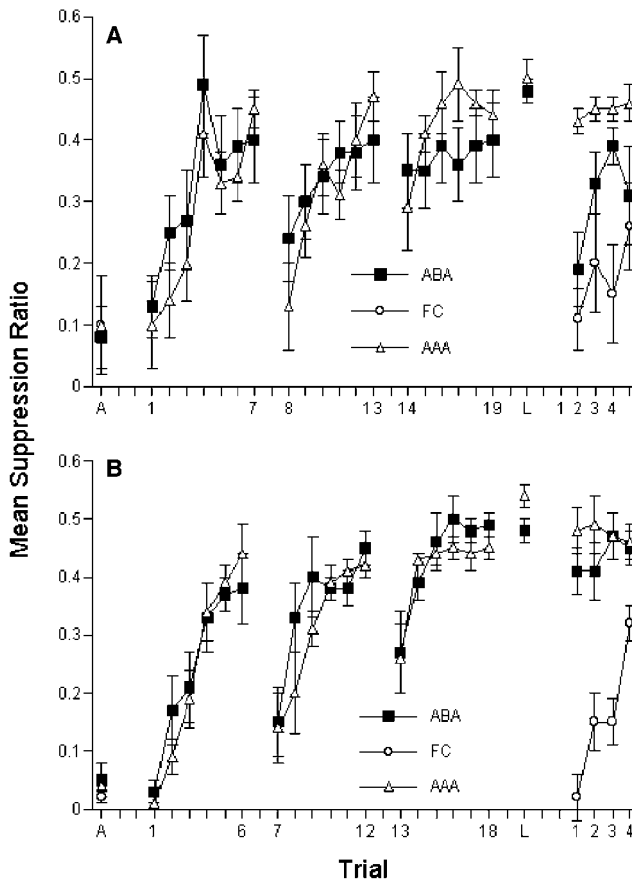 A
0.6
0.5
0.4
0.3
0.2
0.1
0
ABA
FC
AAA
A 1 7 8 13 14 19 L 1 2 3 4 5
Mean Suppression Ratio
B
0.6
0.5
0.4
0.3
0.2
0.1
0
ABA
FC
AAA
A 1 6 7 12 13 18 L 1 2 3 4
Trial